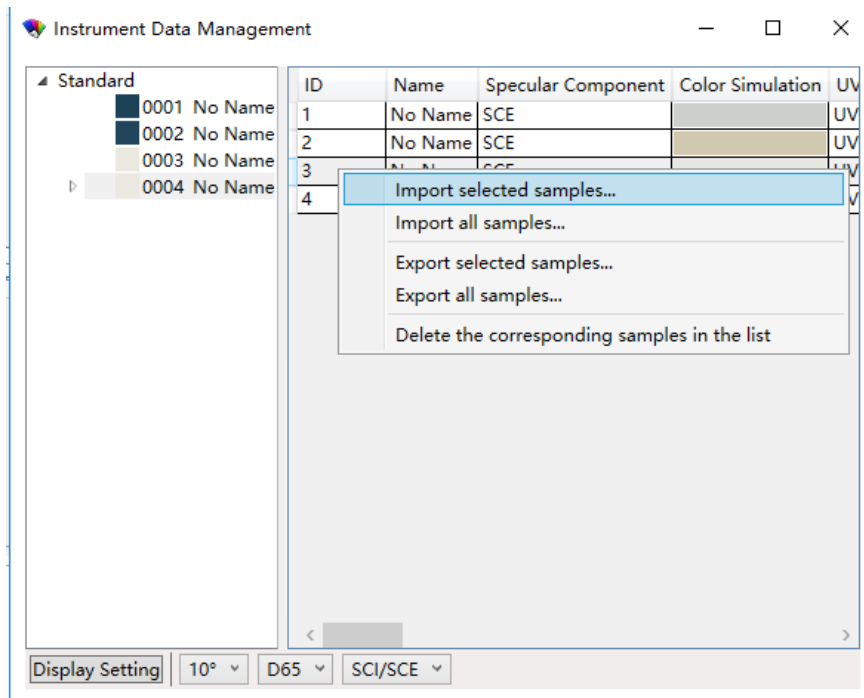 Instrument Data Management
Standard
0001 No Name
0002 No Name
0003 No Name
0004 No Name
ID Name Specular Component Color Simulation UV
1 No Name SCE UV
2 No Name SCE UV
3
4
Import selected samples...
Import all samples...
Export selected samples...
Export all samples...
Delete the corresponding samples in the list
Display Setting 10° D65 SCI/SCE